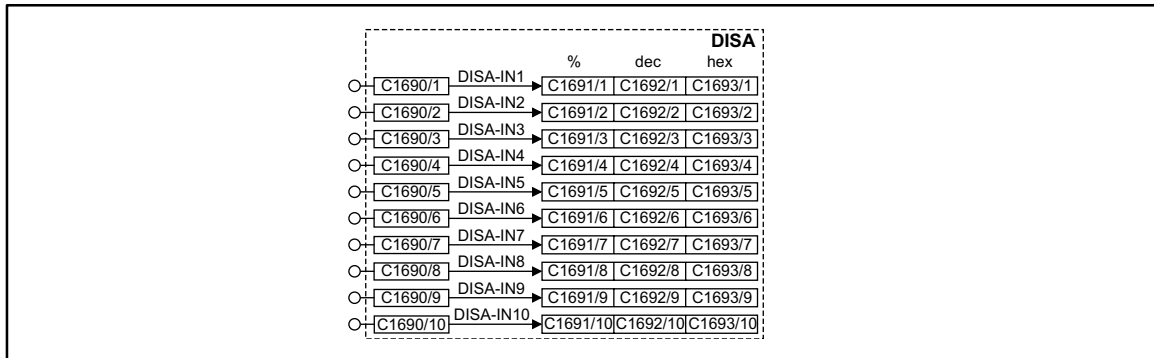 DISA
% dec hex
C1690/1 DISA-IN1 C1691/1 C1692/1 C1693/1
C1690/2 DISA-IN2 C1691/2 C1692/2 C1693/2
C1690/3 DISA-IN3 C1691/3 C1692/3 C1693/3
C1690/4 DISA-IN4 C1691/4 C1692/4 C1693/4
C1690/5 DISA-IN5 C1691/5 C1692/5 C1693/5
C1690/6 DISA-IN6 C1691/6 C1692/6 C1693/6
C1690/7 DISA-IN7 C1691/7 C1692/7 C1693/7
C1690/8 DISA-IN8 C1691/8 C1692/8 C1693/8
C1690/9 DISA-IN9 C1691/9 C1692/9 C1693/9
C1690/10 DISA-IN10 C1691/10 C1692/10 C1693/10